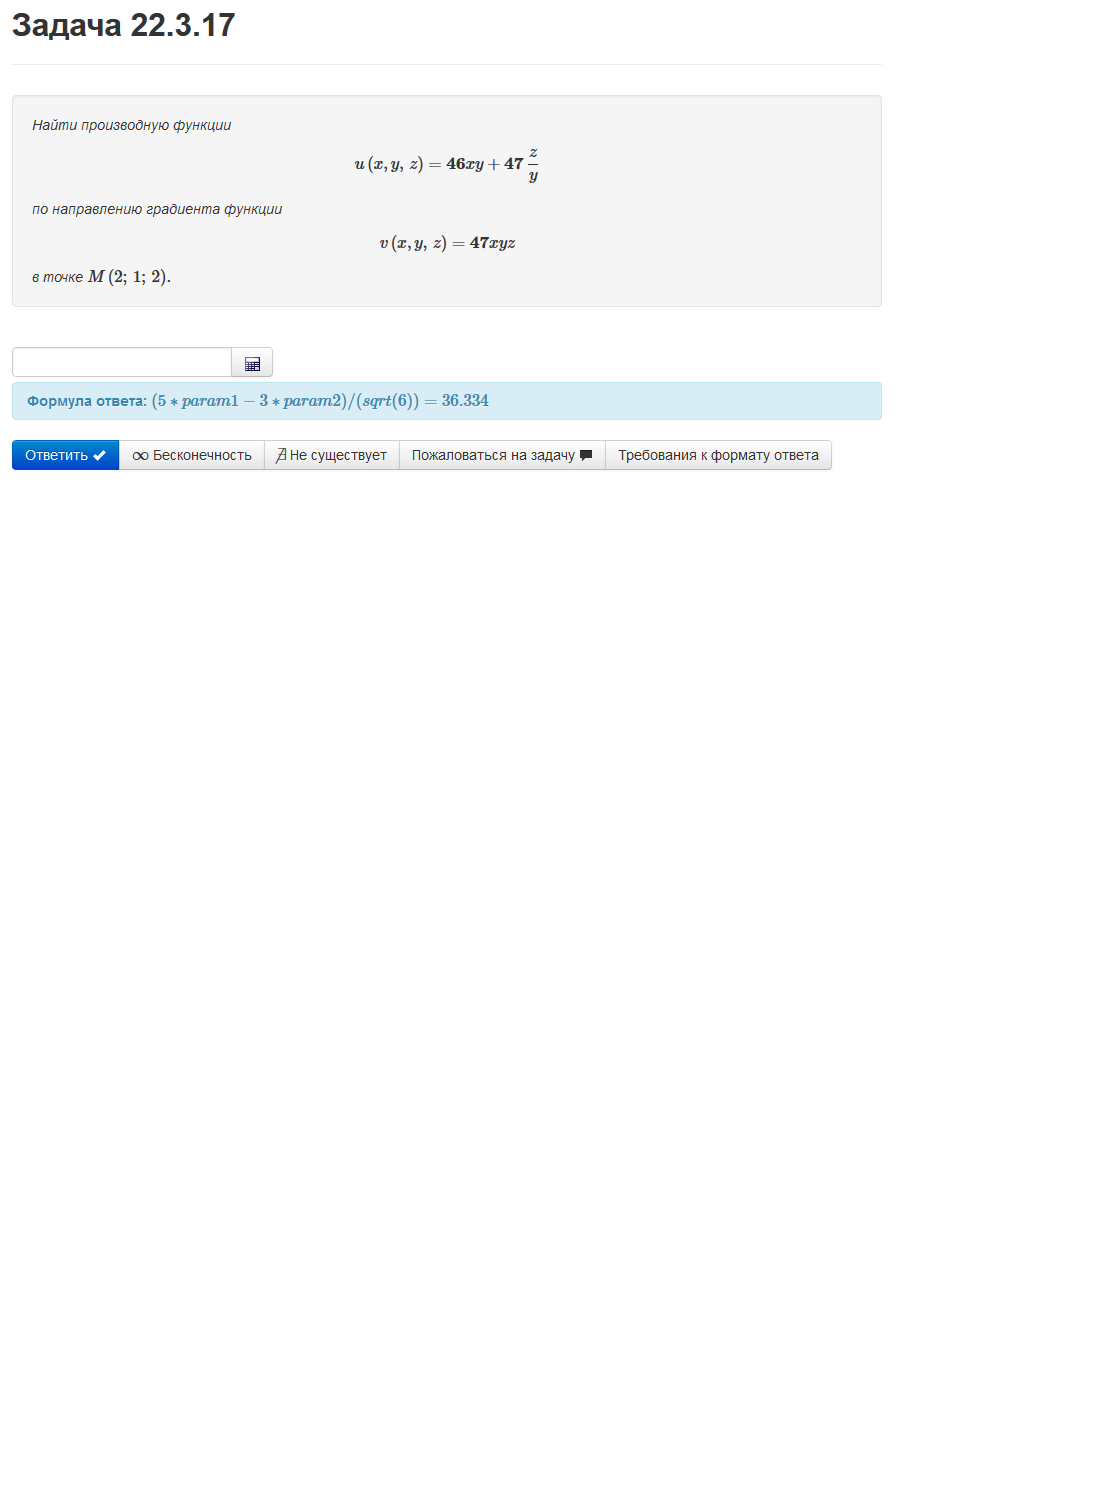 Задача 22.3.17
Найти производную функции
u (x, y, z) = 46xy + 47 z/y
по направлению градиента функции
v (x, y, z) = 47xyz
в точке M (2; 1; 2).
Формула ответа: (5 ∗ param1 − 3 ∗ param2)/(sqrt(6)) = 36.334
Ответить ✔ ∞ Бесконечность ∄ Не существует Пожаловаться на задачу Требования к формату ответа